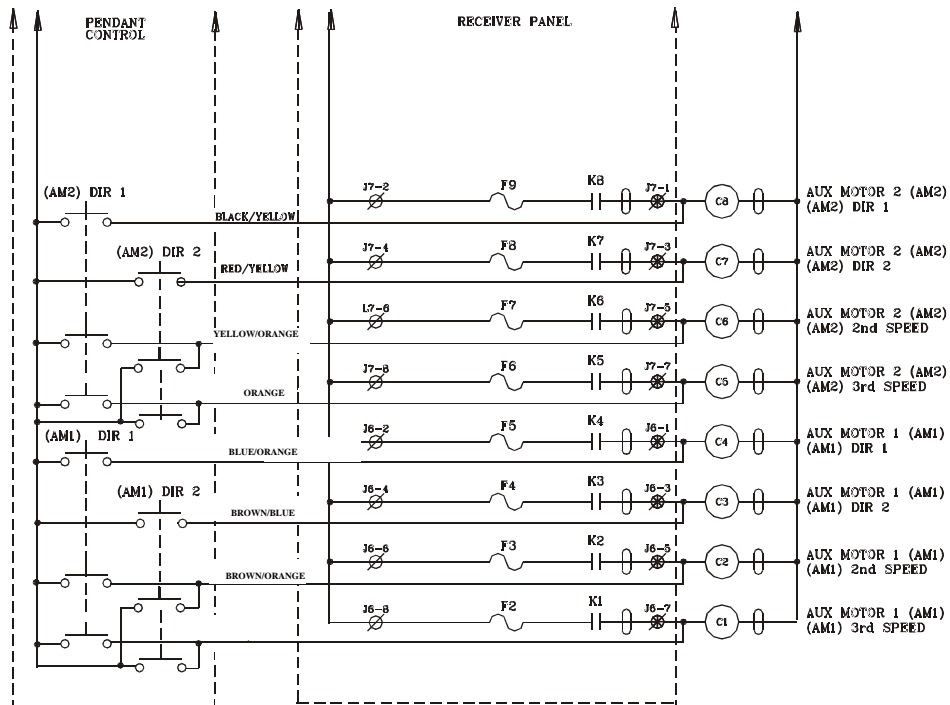 PENDANT
CONTROL
RECEIVER PANEL
(AM2) DIR 1
J7-2
F9
K8
J7-1
C8
AUX MOTOR 2 (AM2)
(AM2) DIR 1
BLACK/YELLOW
(AM2) DIR 2
J7-4
F8
K7
J7-3
C7
AUX MOTOR 2 (AM2)
(AM2) DIR 2
RED/YELLOW
L7-6
F7
K6
J7-5
C6
AUX MOTOR 2 (AM2)
(AM2) 2nd SPEED
YELLOW/ORANGE
J7-8
F6
K5
J7-7
C5
AUX MOTOR 2 (AM2)
(AM2) 3rd SPEED
ORANGE
(AM1) DIR 1
J6-2
F5
K4
J6-1
C4
AUX MOTOR 1 (AM1)
(AM1) DIR 1
BLUE/ORANGE
(AM1) DIR 2
J6-4
F4
K3
J6-3
C3
AUX MOTOR 1 (AM1)
(AM1) DIR 2
BROWN/BLUE
J6-6
F3
K2
J6-5
C2
AUX MOTOR 1 (AM1)
(AM1) 2nd SPEED
BROWN/ORANGE
J6-8
F2
K1
J6-7
C1
AUX MOTOR 1 (AM1)
(AM1) 3rd SPEED